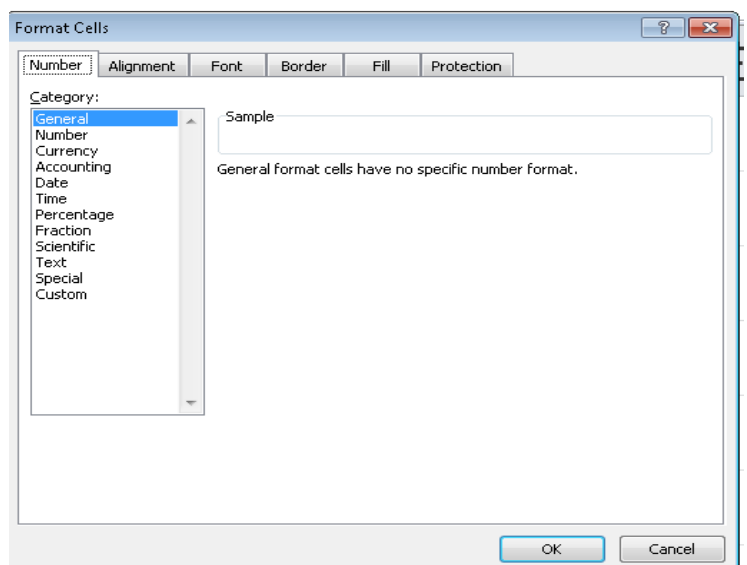 Format Cells
Number Alignment Font Border Fill Protection
Category:
General
Number
Currency
Accounting
Date
Time
Percentage
Fraction
Scientific
Text
Special
Custom
Sample
General format cells have no specific number format.
OK Cancel